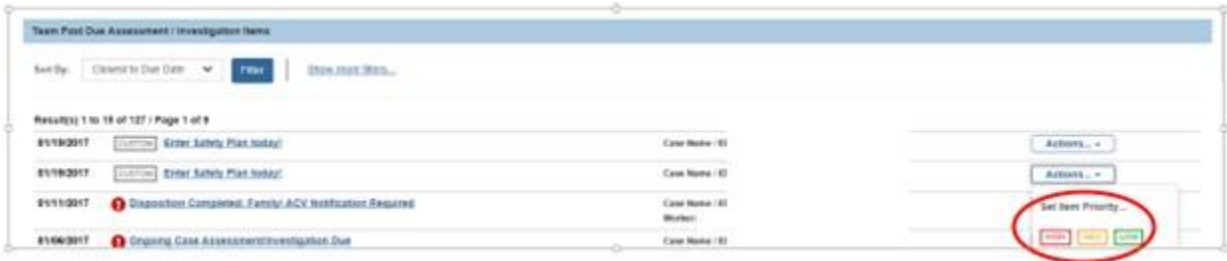 Team Past Due Assessment / Investigation Items
Sort By: Closest to Due Date Filter Show more filters...
Result(s) 1 to 15 of 127 / Page 1 of 9
01/19/2017 CUSTOM Enter Safety Plan today! Case Name / ID Actions...
01/19/2017 CUSTOM Enter Safety Plan today! Case Name / ID Actions...
01/11/2017 Disposition Completed: Family/ ACV Notification Required Case Name / ID
Worker: Set Item Priority...
01/06/2017 Ongoing Case Assessment/Investigation Due Case Name / ID HIGH MED LOW